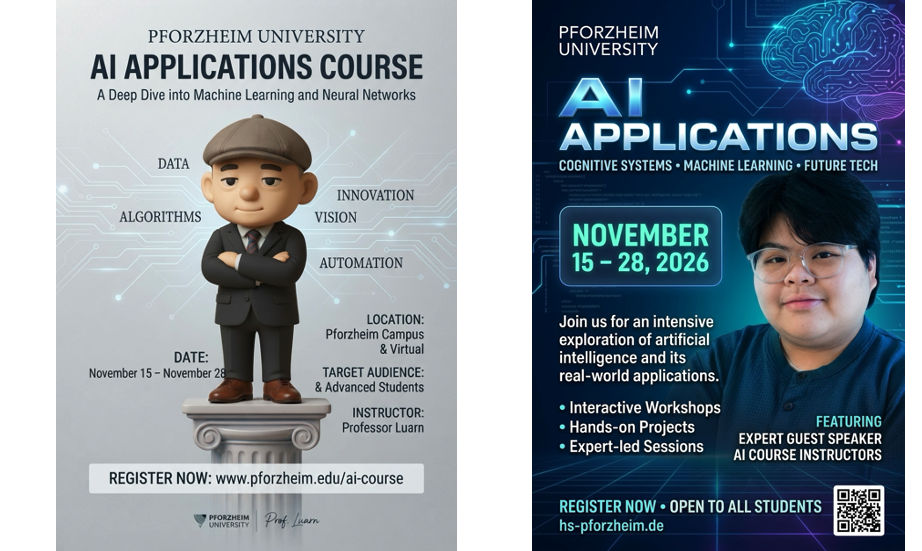 PFORZHEIM UNIVERSITY
AI APPLICATIONS COURSE
A Deep Dive into Machine Learning and Neural Networks
DATA
INNOVATION
ALGORITHMS
VISION
AUTOMATION
LOCATION:
Pforzheim Campus
& Virtual
DATE:
November 15 – November 28
TARGET AUDIENCE:
& Advanced Students
INSTRUCTOR:
Professor Luarn
REGISTER NOW: www.pforzheim.edu/ai-course
PFORZHEIM
UNIVERSITY
Prof. Luarn
PFORZHEIM
UNIVERSITY
AI
APPLICATIONS
COGNITIVE SYSTEMS • MACHINE LEARNING • FUTURE TECH
NOVEMBER
15 – 28, 2026
Join us for an intensive
exploration of artificial
intelligence and its
real-world applications.
• Interactive Workshops
• Hands-on Projects
• Expert-led Sessions
FEATURING
EXPERT GUEST SPEAKER
AI COURSE INSTRUCTORS
REGISTER NOW • OPEN TO ALL STUDENTS
hs-pforzheim.de